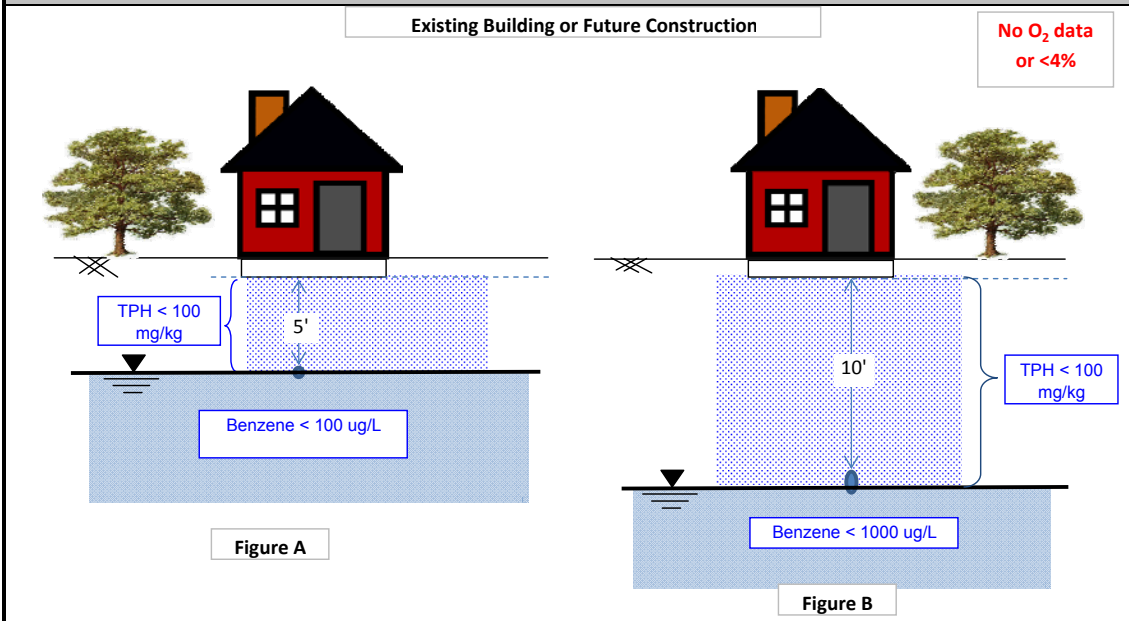 Existing Building or Future Construction
No O₂ data
or <4%
TPH < 100
mg/kg
5'
Benzene < 100 ug/L
Figure A
10'
TPH < 100
mg/kg
Benzene < 1000 ug/L
Figure B